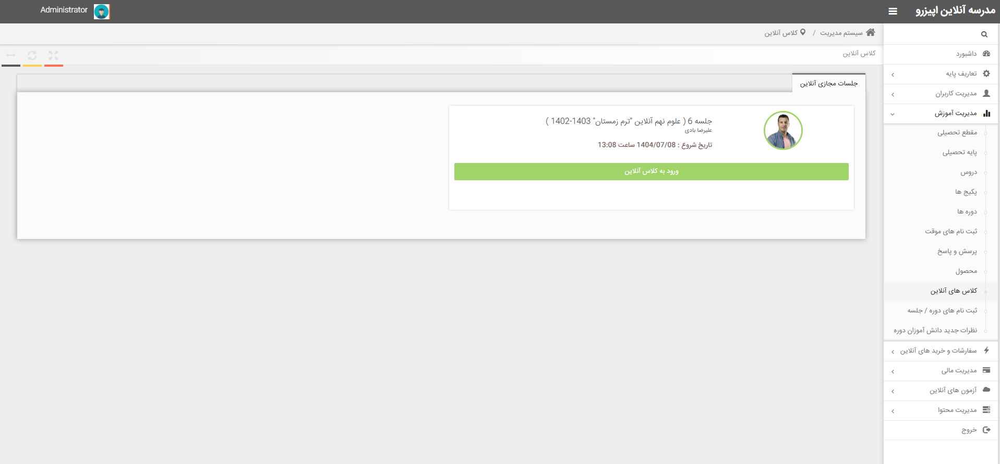 مدرسه آنلاین اپیزرو
Administrator
سیستم مدیریت / کلاس آنلاین
کلاس آنلاین
جلسات مجازی آنلاین
جلسه 6 ( علوم نهم آنلاین "ترم زمستان" 1403-1402 )
علیرضا بادی
تاریخ شروع : 1404/07/08 ساعت 13:08
ورود به کلاس آنلاین
داشبورد
تعاریف پایه
مدیریت کاربران
مدیریت آموزش
مقطع تحصیلی
پایه تحصیلی
دروس
پکیج ها
دوره ها
ثبت نام های موقت
پرسش و پاسخ
محصول
کلاس های آنلاین
ثبت نام های دوره / جلسه
نظرات جدید دانش آموزان دوره
سفارشات و خرید های آنلاین
مدیریت مالی
آزمون های آنلاین
مدیریت محتوا
خروج